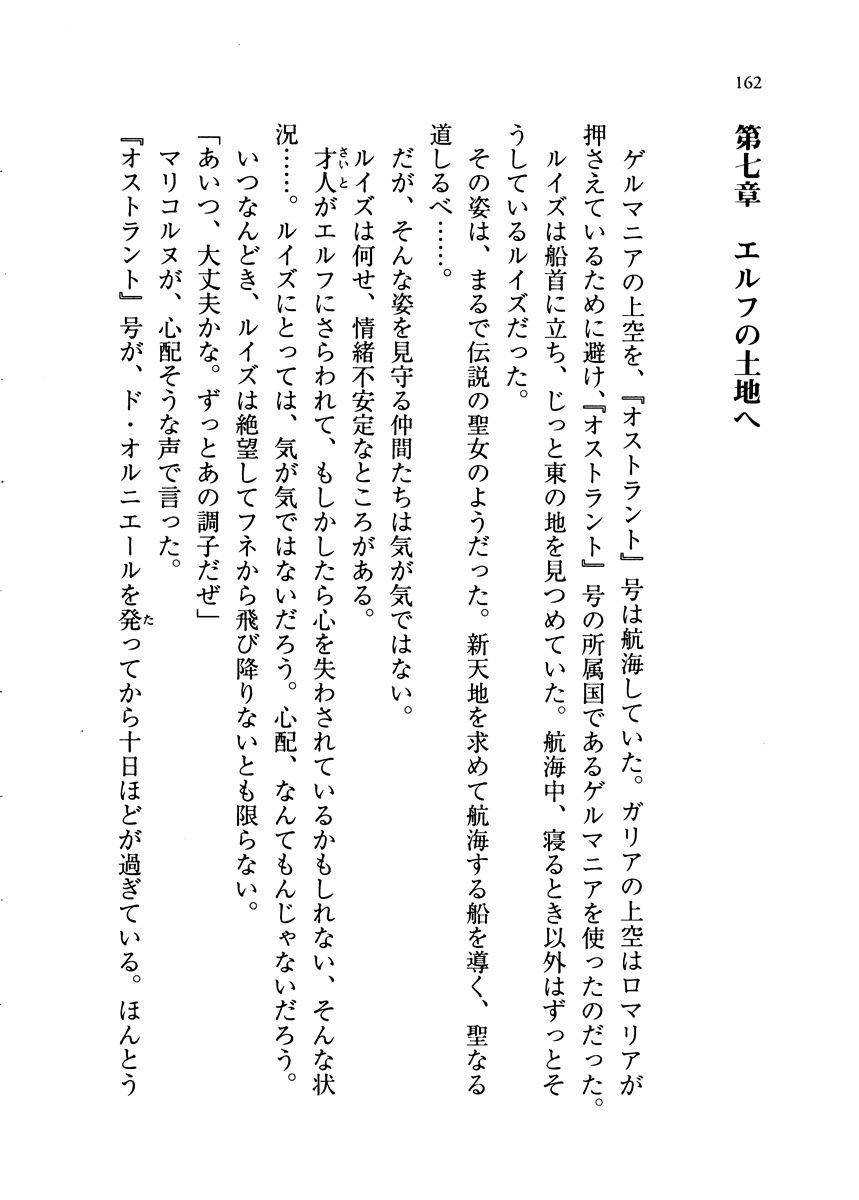 162
第七章　エルフの土地へ
　ゲルマニアの上空を、『オストラント』号は航海していた。ガリアの上空はロマリアが
押さえているために避け、『オストラント』号の所属国であるゲルマニアを使ったのだった。
　ルイズは船首に立ち、じっと東の地を見つめていた。航海中、寝るとき以外はずっとそ
うしているルイズだった。
　その姿は、まるで伝説の聖女のようだった。新天地を求めて航海する船を導く、聖なる
道しるべ……。
　だが、そんな姿を見守る仲間たちは気が気ではない。
　ルイズは何せ、情緒不安定なところがある。
　才人がエルフにさらわれて、もしかしたら心を失わされているかもしれない、そんな状
さいと
況……。ルイズにとっては、気が気ではないだろう。心配、なんてもんじゃないだろう。
　いつなんどき、ルイズは絶望してフネから飛び降りないとも限らない。
「あいつ、大丈夫かな。ずっとあの調子だぜ」
　マリコルヌが、心配そうな声で言った。
『オストラント』号が、ド・オルニエールを発ってから十日ほどが過ぎている。ほんとう
た